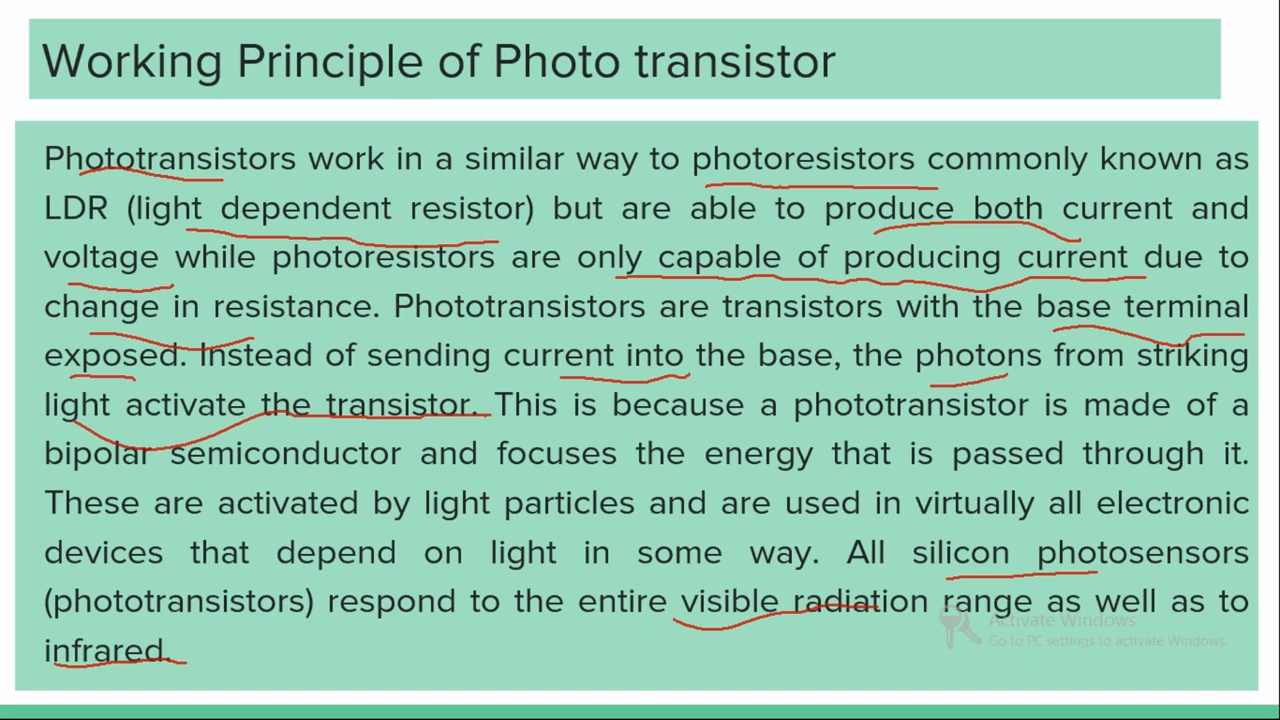 Working Principle of Photo transistor
Phototransistors work in a similar way to photoresistors commonly known as
LDR (light dependent resistor) but are able to produce both current and
voltage while photoresistors are only capable of producing current due to
change in resistance. Phototransistors are transistors with the base terminal
exposed. Instead of sending current into the base, the photons from striking
light activate the transistor. This is because a phototransistor is made of a
bipolar semiconductor and focuses the energy that is passed through it.
These are activated by light particles and are used in virtually all electronic
devices that depend on light in some way. All silicon photosensors
(phototransistors) respond to the entire visible radiation range as well as to
infrared.
Activate Windows
Go to PC settings to activate Windows.